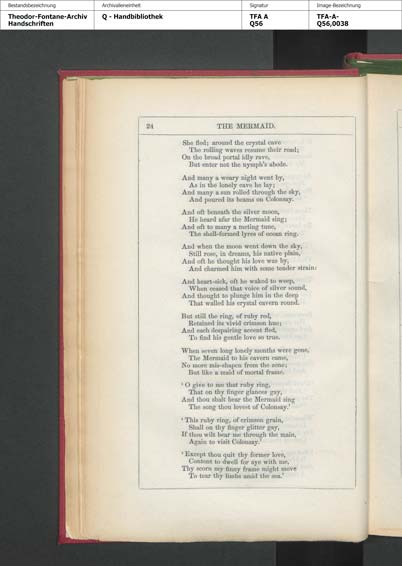 Bestandsbezeichnung
Theodor-Fontane-Archiv
Handschriften
Archivalieneinheit
Q - Handbibliothek
Signatur
TFA A
Q56
Image-Bezeichnung
TFA-A-
Q56,0038
24 THE MERMAID.
She fled; around the crystal cave
The rolling waves resume their road;
On the broad portal idly rave,
But enter not the nymph's abode.
And many a weary night went by,
As in the lonely cave he lay;
And many a sun rolled through the sky,
And poured its beams on Colonsay.
And oft beneath the silver moon,
He heard afar the Mermaid sing;
And oft to many a meting tune,
The shell-formed lyres of ocean ring.
And when the moon went down the sky,
Still rose, in dreams, his native plain,
And oft he thought his love was by,
And charmed him with some tender strain:
And heart-sick, oft he waked to weep,
When ceased that voice of silver sound,
And thought to plunge him in the deep
That walled his crystal cavern round.
But still the ring, of ruby red,
Retained its vivid crimson hue;
And each despairing accent fled,
To find his gentle love so true.
When seven long lonely months were gone,
The Mermaid to his cavern came,
No more mis-shapen from the zone;
But like a maid of mortal frame.
'O give to me that ruby ring,
That on thy finger glances gay,
And thou shalt hear the Mermaid sing
The song thou lovest of Colonsay.'
'This ruby ring, of crimson grain,
Shall on thy finger glitter gay,
If thou wilt bear me through the main,
Again to visit Colonsay.'
'Except thou quit thy former love,
Content to dwell for aye with me,
Thy scorn my finny frame might move
To tear thy limbs amid the sea.'